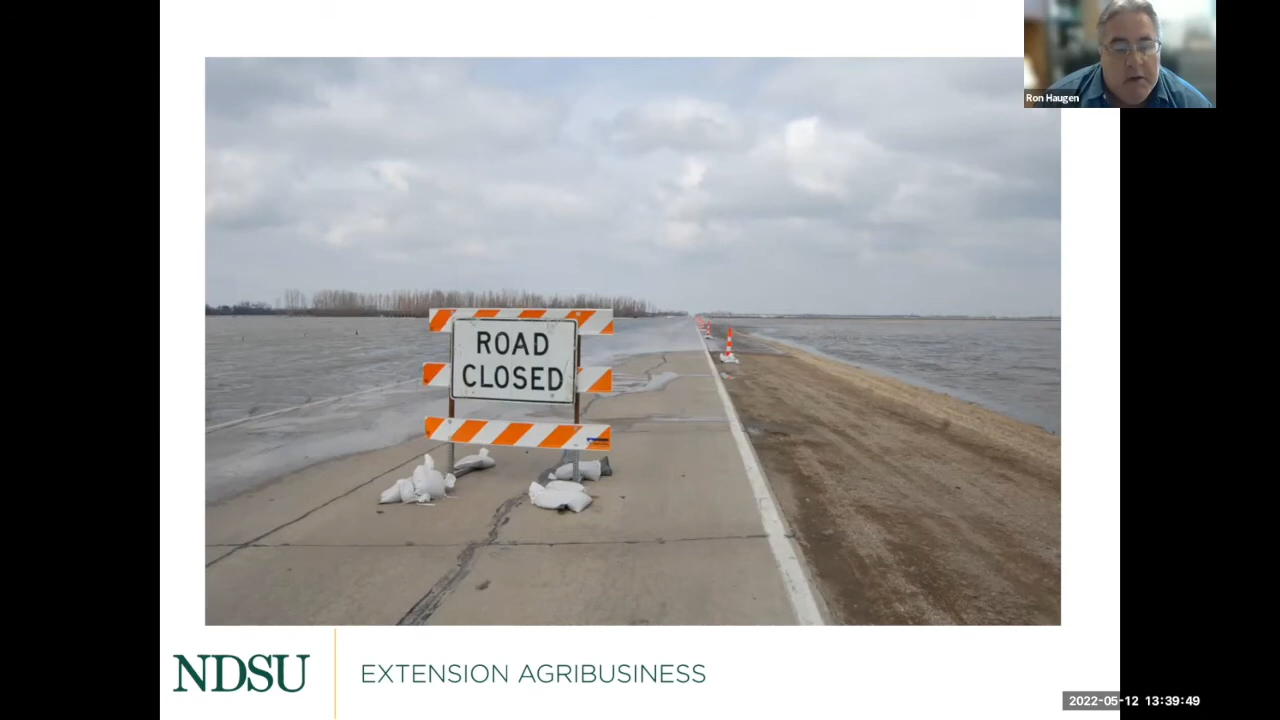 Ron Haugen
ROAD
CLOSED
NDSU
EXTENSION AGRIBUSINESS
2022-05-12 13:39:49